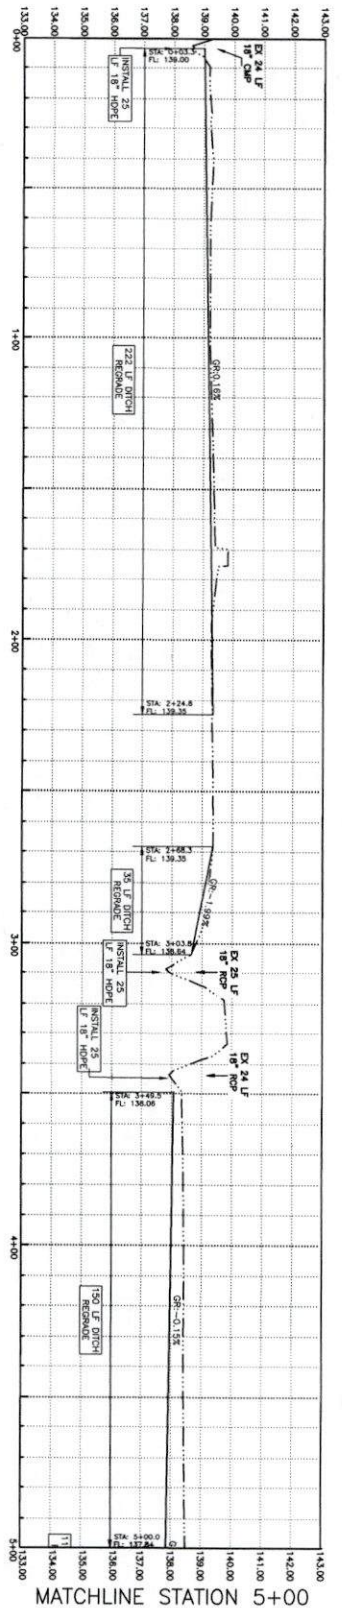 143.00
142.00
141.00
140.00
139.00
138.00
137.00
136.00
135.00
134.00
133.00
EX 24 LF
18" CMP
STA: 0+03.3
FL: 139.00
INSTALL 25
LF 18" HDPE
GR:0.16%
222 LF DITCH
REGRADE
STA: 2+24.8
FL: 139.35
STA: 2+68.3
FL: 139.35
GR:-1.99%
35 LF DITCH
REGRADE
STA: 3+03.8
FL: 138.64
EX 25 LF
18" RCP
INSTALL 25
LF 18" HDPE
EX 24 LF
18" RCP
INSTALL 25
LF 18" HDPE
STA: 3+49.5
FL: 138.06
GR:-0.15%
150 LF DITCH
REGRADE
STA: 5+00.0
FL: 137.84
11
143.00
142.00
141.00
140.00
139.00
138.00
137.00
136.00
135.00
134.00
133.00
0+00
1+00
2+00
3+00
4+00
5+00
MATCHLINE STATION 5+00